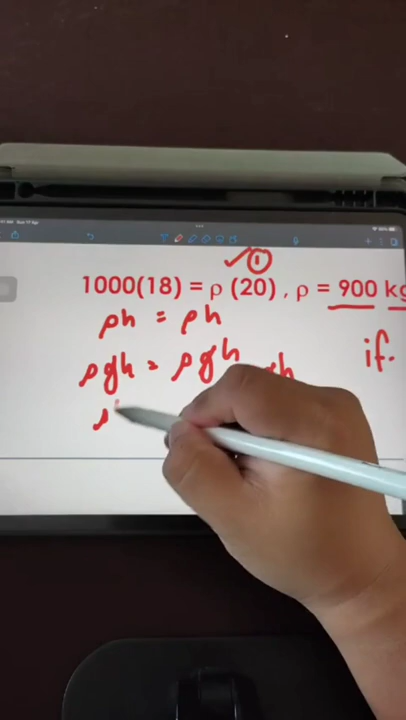 ①
1000(18) = ρ (20) , ρ = 900 kg
ρh = ρh
if.
ρgh = ρgh